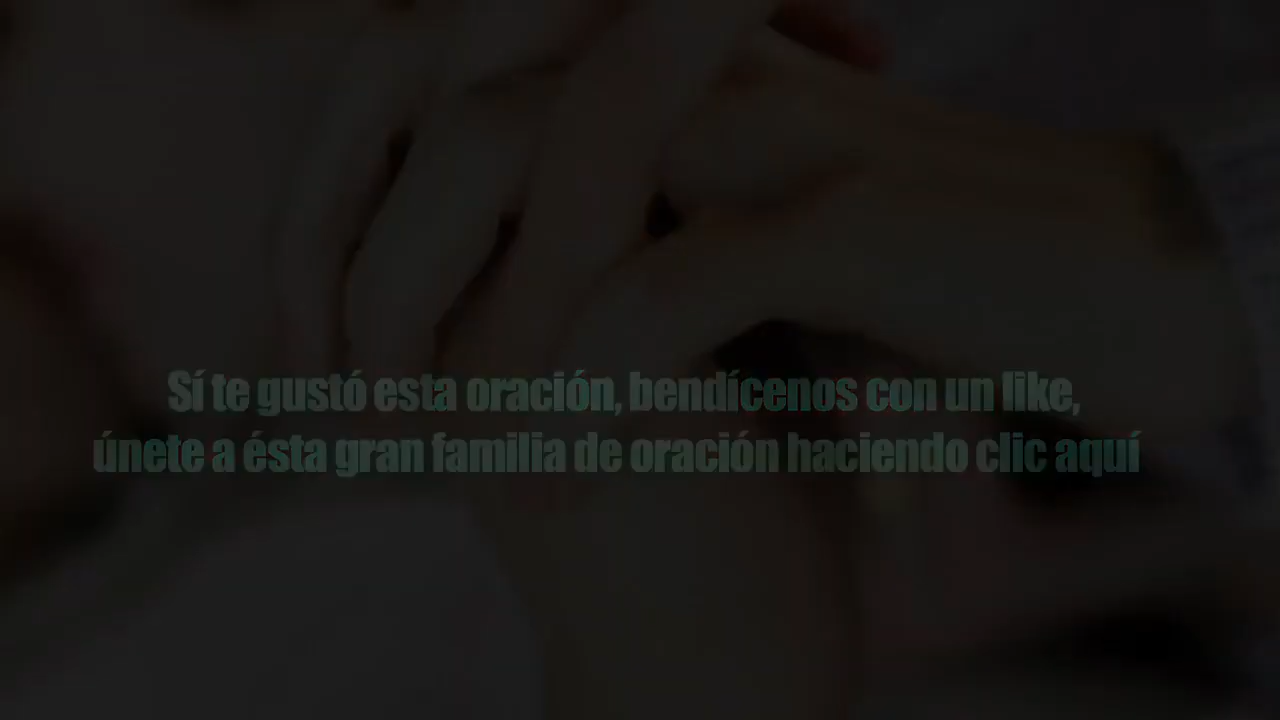 Sí te gustó esta oración, bendícenos con un like,
únete a ésta gran familia de oración haciendo clic aquí